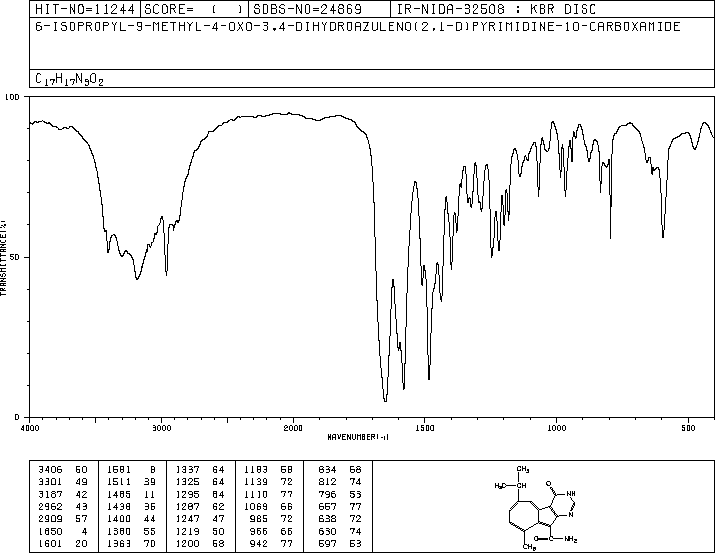 HIT-NO=11244 SCORE= ( ) SDBS-NO=24869 IR-NIDA-32508 : KBR DISC
6-ISOPROPYL-9-METHYL-4-OXO-3,4-DIHYDROAZULENO(2,1-D)PYRIMIDINE-10-CARBOXAMIDE
C17H17N3O2
100
50
0
TRANSMITTANCE(%)
4000 3000 2000 1500 1000 500
WAVENUMBER(-1)
3406 50 1581 8 1337 64 1183 58 834 68
3301 49 1511 39 1325 64 1139 72 812 74
3187 42 1485 11 1295 64 1110 77 796 53
2962 43 1438 35 1287 62 1069 66 657 77
2909 57 1400 44 1247 47 985 72 638 72
1650 4 1380 55 1219 50 966 66 630 74
1601 20 1363 70 1200 58 942 77 597 53
CH3
H3C CH
O
NH
N
O C NH2
CH3